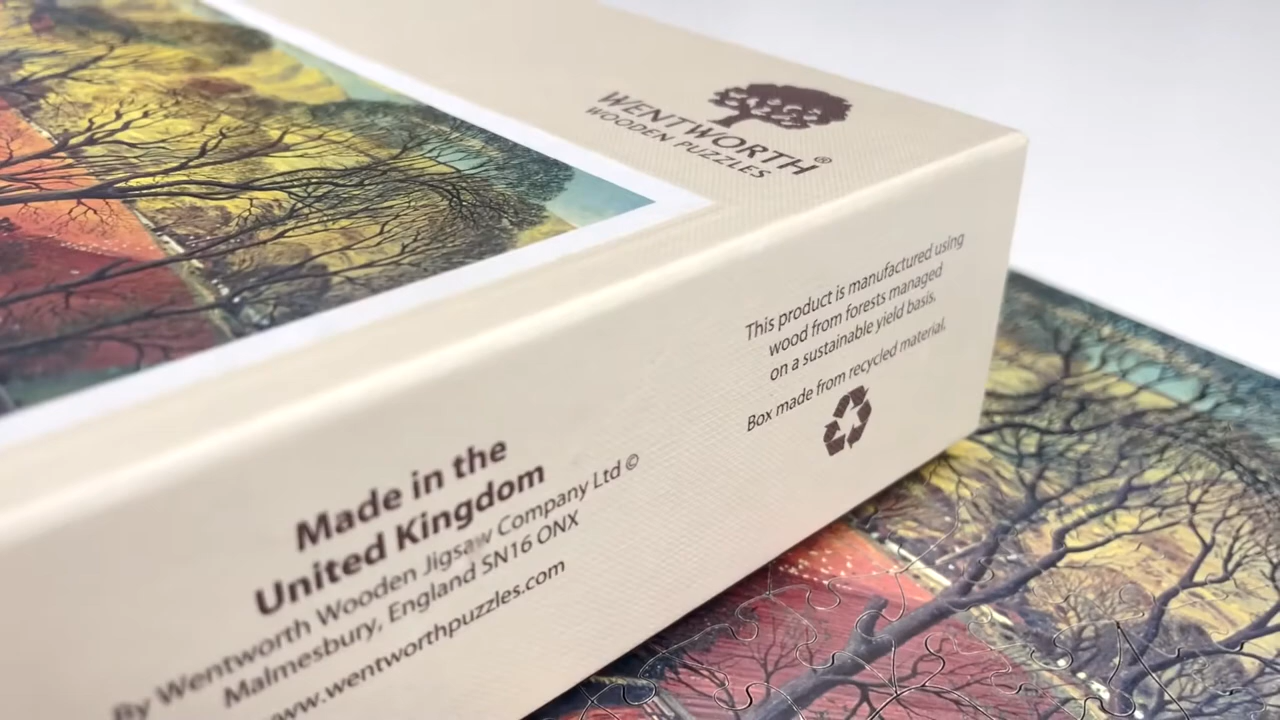 WENTWORTH®
WOODEN PUZZLES
This product is manufactured using
wood from forests managed
on a sustainable yield basis.
Box made from recycled material.
Made in the
United Kingdom
By Wentworth Wooden Jigsaw Company Ltd ©
Malmesbury, England SN16 ONX
www.wentworthpuzzles.com